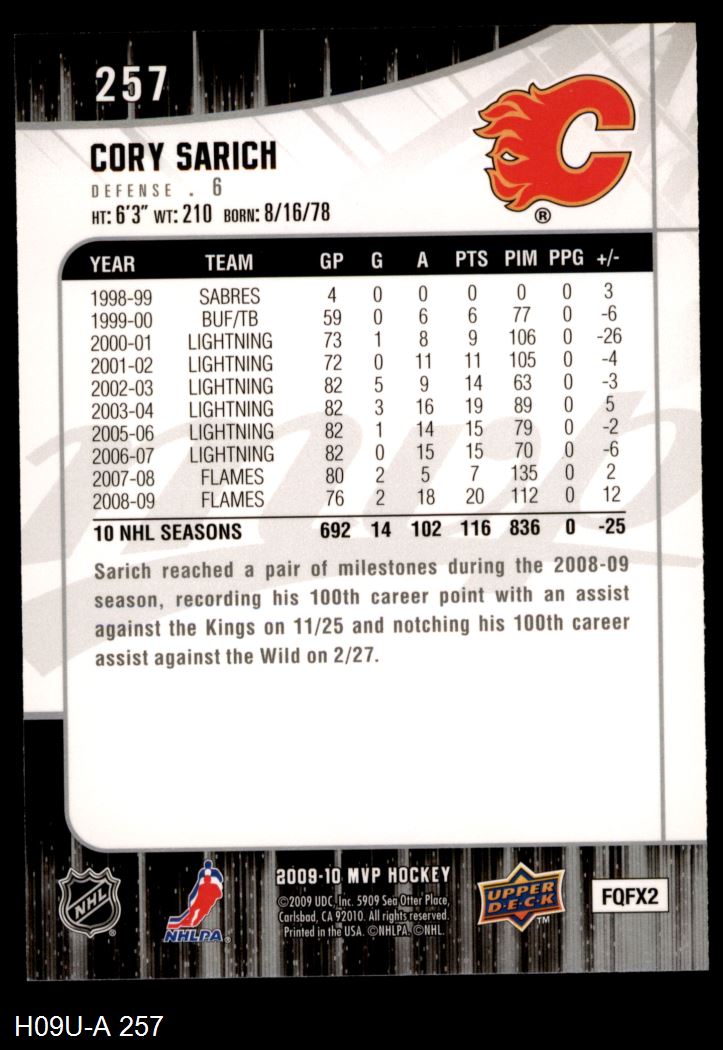 257
CORY SARICH
DEFENSE . 6
HT: 6'3" WT: 210 BORN: 8/16/78
®
YEAR TEAM GP G A PTS PIM PPG +/-
1998-99 SABRES 4 0 0 0 0 0 3
1999-00 BUF/TB 59 0 6 6 77 0 -6
2000-01 LIGHTNING 73 1 8 9 106 0 -26
2001-02 LIGHTNING 72 0 11 11 105 0 -4
2002-03 LIGHTNING 82 5 9 14 63 0 -3
2003-04 LIGHTNING 82 3 16 19 89 0 5
2005-06 LIGHTNING 82 1 14 15 79 0 -2
2006-07 LIGHTNING 82 0 15 15 70 0 -6
2007-08 FLAMES 80 2 5 7 135 0 2
2008-09 FLAMES 76 2 18 20 112 0 12
10 NHL SEASONS 692 14 102 116 836 0 -25
mvp
Sarich reached a pair of milestones during the 2008-09
season, recording his 100th career point with an assist
against the Kings on 11/25 and notching his 100th career
assist against the Wild on 2/27.
NHL ®
NHLPA ®
2009-10 MVP HOCKEY
©2009 UDC, Inc. 5909 Sea Otter Place,
Carlsbad, CA 92010. All rights reserved.
Printed in the USA. ©NHLPA. ©NHL.
UPPER
D·E·C·K
TM
FQFX2
H09U-A 257